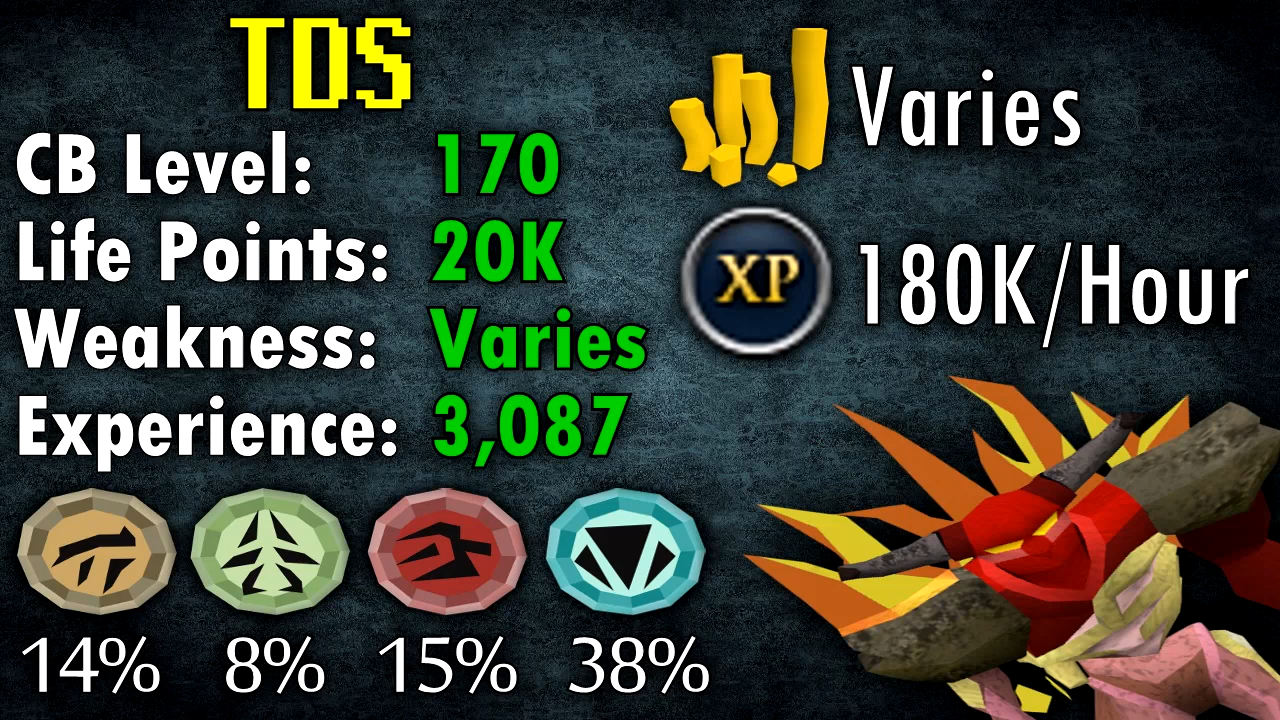 TDS
CB Level: 170
Life Points: 20K
Weakness: Varies
Experience: 3,087
14% 8% 15% 38%
Varies
XP 180K/Hour